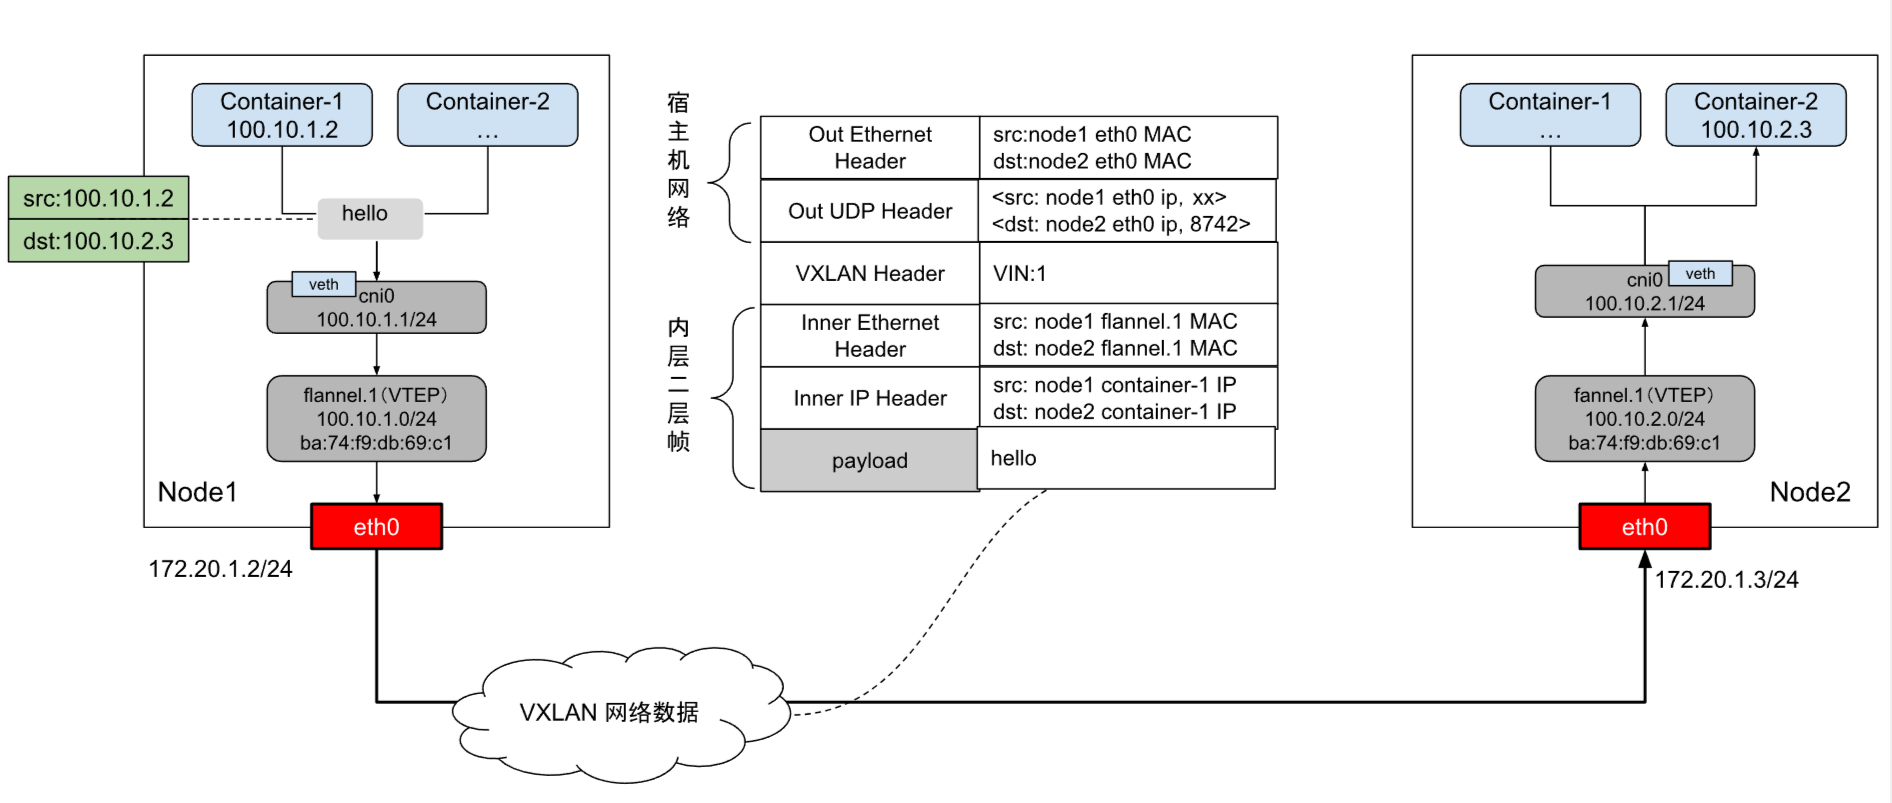 Container-1
100.10.1.2
Container-2
...
src:100.10.1.2
dst:100.10.2.3
hello
veth
cni0
100.10.1.1/24
flannel.1(VTEP)
100.10.1.0/24
ba:74:f9:db:69:c1
Node1
eth0
172.20.1.2/24
宿主机网络
Out Ethernet
Header
src:node1 eth0 MAC
dst:node2 eth0 MAC
Out UDP Header
<src: node1 eth0 ip, xx>
<dst: node2 eth0 ip, 8742>
VXLAN Header
VIN:1
内层二层帧
Inner Ethernet
Header
src: node1 flannel.1 MAC
dst: node2 flannel.1 MAC
Inner IP Header
src: node1 container-1 IP
dst: node2 container-1 IP
payload
hello
VXLAN 网络数据
Container-1
...
Container-2
100.10.2.3
cni0
veth
100.10.2.1/24
fannel.1(VTEP)
100.10.2.0/24
ba:74:f9:db:69:c1
Node2
eth0
172.20.1.3/24